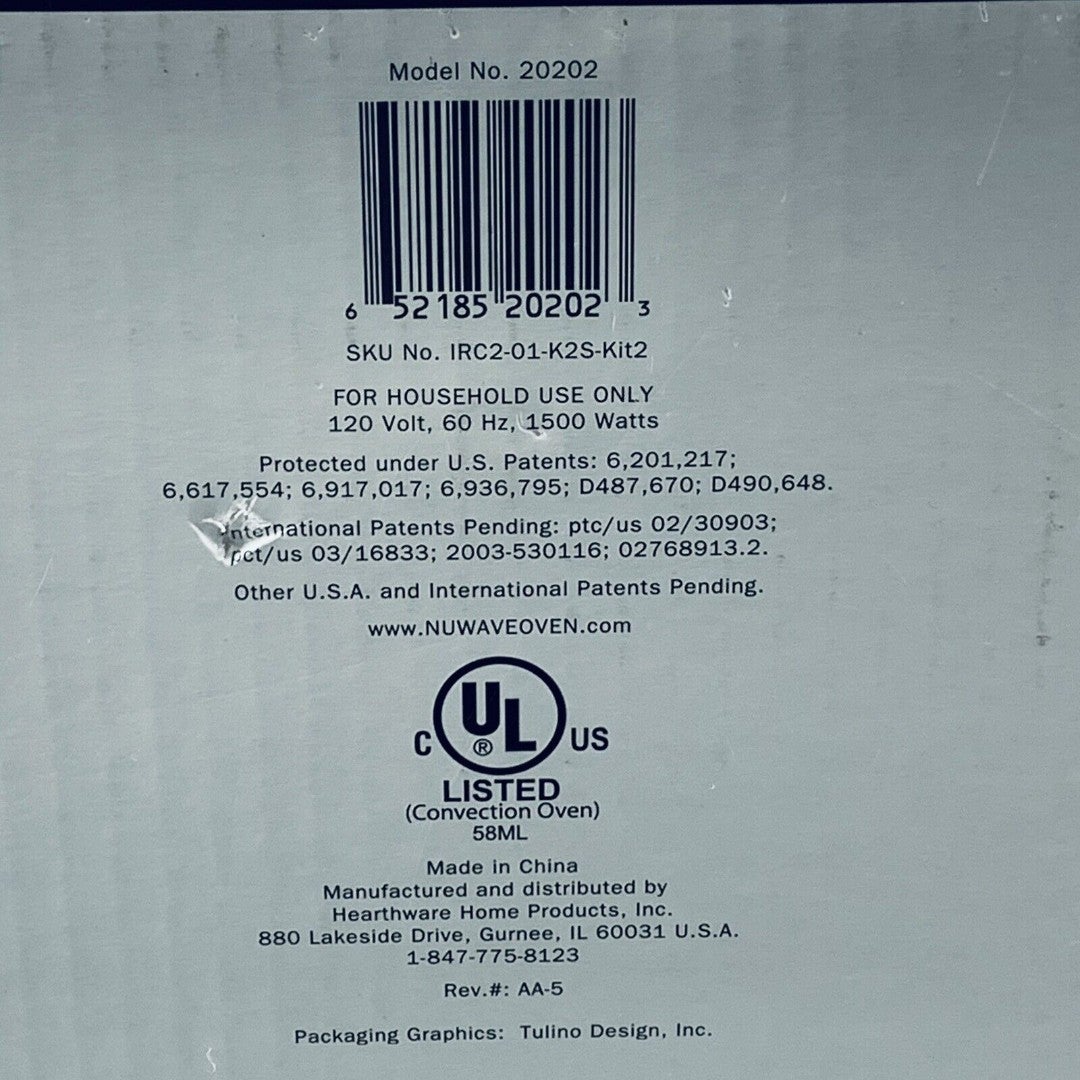 Model No. 20202
6 52185 20202 3
SKU No. IRC2-01-K2S-Kit2
FOR HOUSEHOLD USE ONLY
120 Volt, 60 Hz, 1500 Watts
Protected under U.S. Patents: 6,201,217;
6,617,554; 6,917,017; 6,936,795; D487,670; D490,648.
International Patents Pending: ptc/us 02/30903;
pct/us 03/16833; 2003-530116; 02768913.2.
Other U.S.A. and International Patents Pending.
www.NUWAVEOVEN.com
C UL ® US
LISTED
(Convection Oven)
58ML
Made in China
Manufactured and distributed by
Hearthware Home Products, Inc.
880 Lakeside Drive, Gurnee, IL 60031 U.S.A.
1-847-775-8123
Rev.#: AA-5
Packaging Graphics: Tulino Design, Inc.